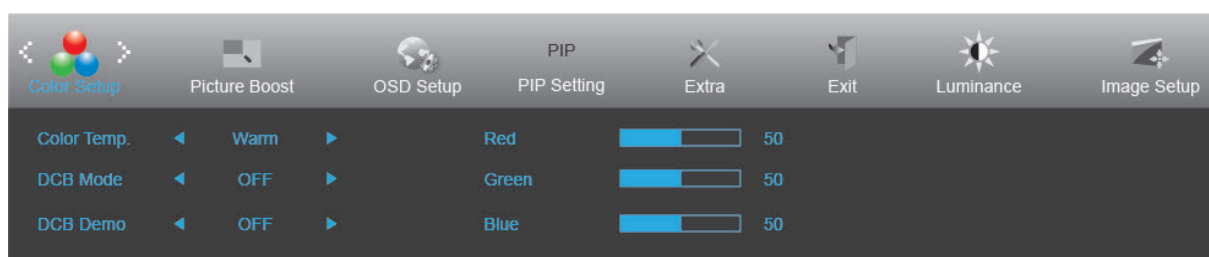 PIP
Color Setup Picture Boost OSD Setup PIP Setting Extra Exit Luminance Image Setup
Color Temp. Warm Red 50
DCB Mode OFF Green 50
DCB Demo OFF Blue 50